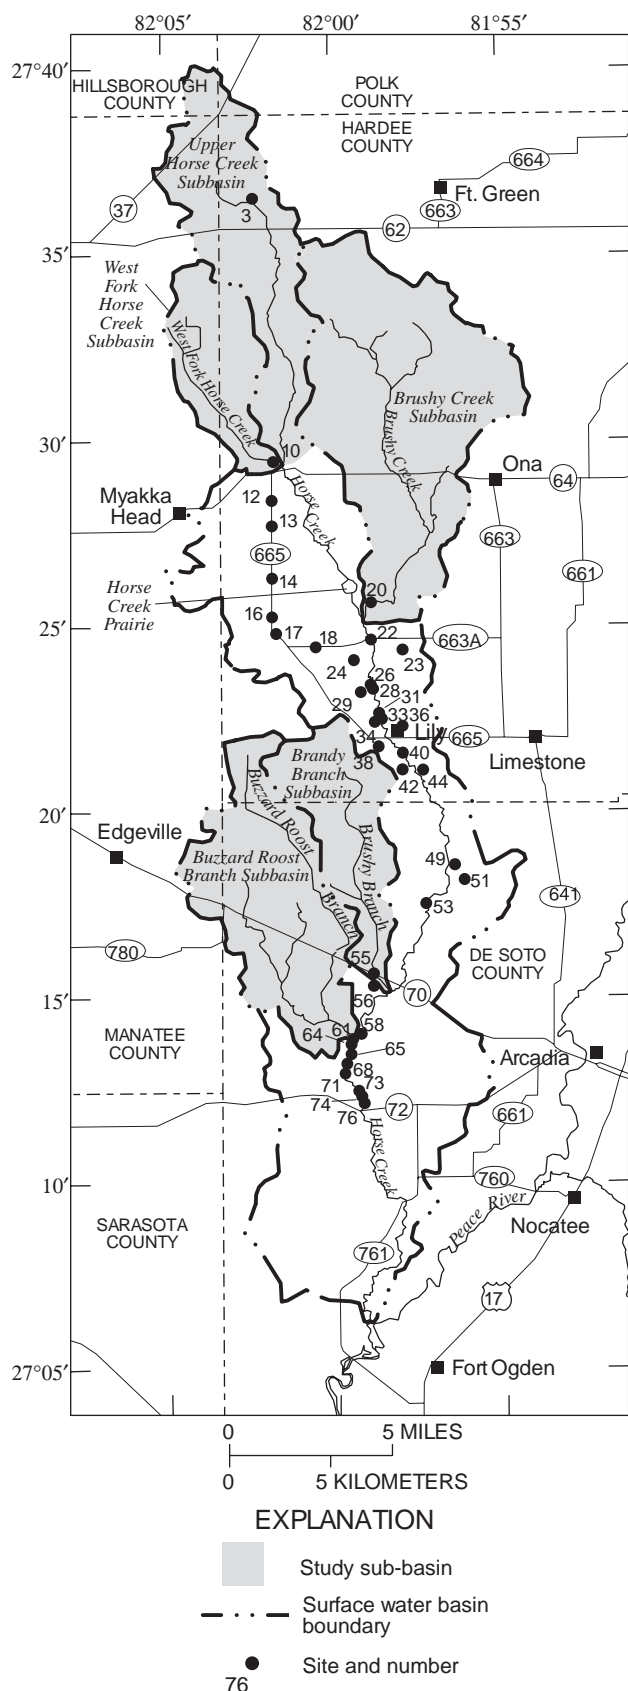 82°05′ 82°00′ 81°55′
27°40′
HILLSBOROUGH
COUNTY
POLK
COUNTY
HARDEE
COUNTY
Upper
Horse Creek
Subbasin
664
Ft. Green
663
37
3
62
35′
West
Fork
Horse
Creek
Subbasin
West Fork Horse Creek
Brushy Creek
Subbasin
Brushy Creek
30′
10
Ona
64
Myakka
Head
12
Horse Creek
13
663
665
661
14
20
Horse
Creek
Prairie
16
25′
17
18
22
663A
23
24
26
28
31
29
33
36
34
Lily
665
38
40
Limestone
42
44
Brandy
Branch
Subbasin
Buzzard Roost
Branch
20′
Edgeville
Brushy Branch
Buzzard Roost
Branch Subbasin
49
51
641
53
780
55
DE SOTO
COUNTY
70
15′
56
58
61
64
MANATEE
COUNTY
65
Arcadia
68
71
73
74
76
72
661
Horse Creek
10′
760
Peace River
Nocatee
SARASOTA
COUNTY
761
17
27°05′
Fort Ogden
0 5 MILES
0 5 KILOMETERS
EXPLANATION
Study sub-basin
Surface water basin
boundary
Site and number
76